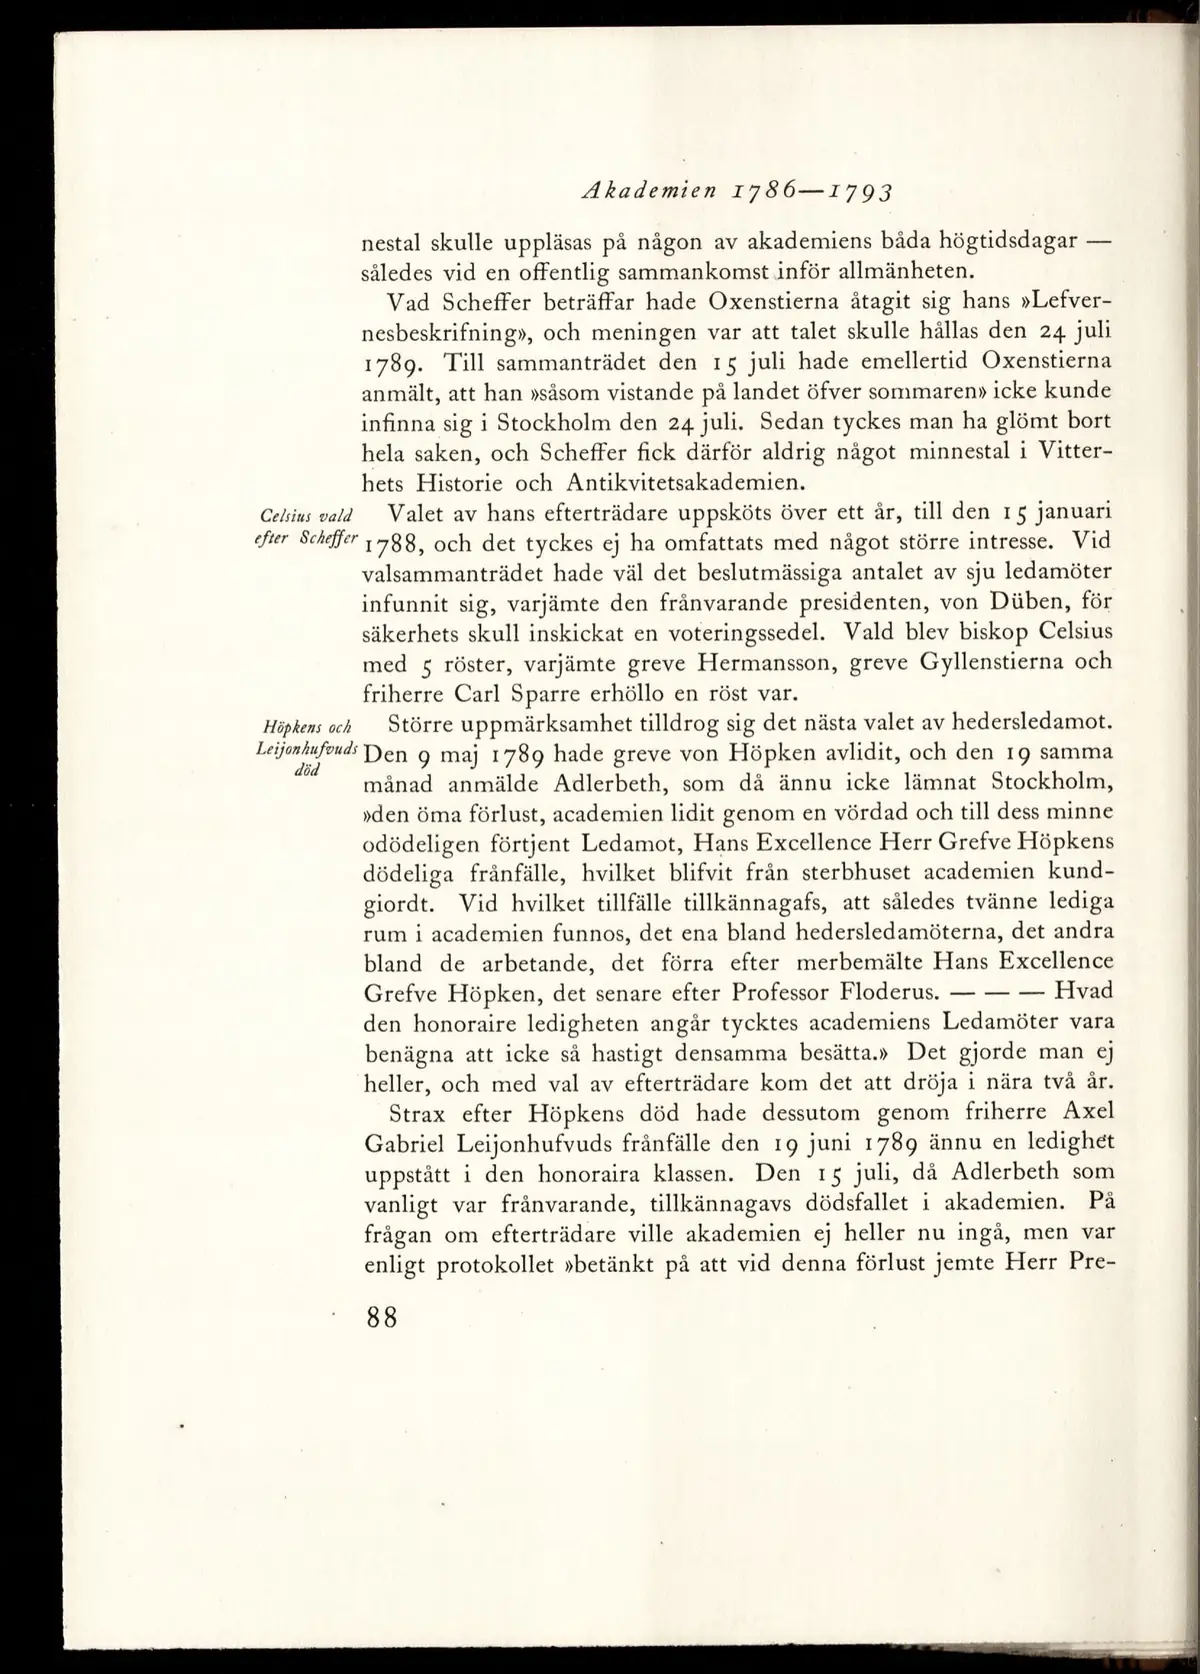 Akademien 1786—1793
nestal skulle uppläsas på någon av akademiens båda högtidsdagar —
således vid en offentlig sammankomst inför allmänheten.
Vad Scheffer beträffar hade Oxenstierna åtagit sig hans »Lefver-
nesbeskrifning», och meningen var att talet skulle hållas den 24 juli
1789. Till sammanträdet den 15 juli hade emellertid Oxenstierna
anmält, att han »såsom vistande på landet öfver sommaren» icke kunde
infinna sig i Stockholm den 24 juli. Sedan tyckes man ha glömt bort
hela saken, och Scheffer fick därför aldrig något minnestal i Vitter-
hets Historie och Antikvitetsakademien.
Celsius vald
efter Scheffer
Valet av hans efterträdare uppsköts över ett år, till den 15 januari
1788, och det tyckes ej ha omfattats med något större intresse. Vid
valsammanträdet hade väl det beslutmässiga antalet av sju ledamöter
infunnit sig, varjämte den frånvarande presidenten, von Düben, för
säkerhets skull inskickat en voteringssedel. Vald blev biskop Celsius
med 5 röster, varjämte greve Hermansson, greve Gyllenstierna och
friherre Carl Sparre erhöllo en röst var.
Höpkens och
Leijonhufvuds
död
Större uppmärksamhet tilldrog sig det nästa valet av hedersledamot.
Den 9 maj 1789 hade greve von Höpken avlidit, och den 19 samma
månad anmälde Adlerbeth, som då ännu icke lämnat Stockholm,
»den öma förlust, academien lidit genom en vördad och till dess minne
odödeligen förtjent Ledamot, Hans Excellence Herr Grefve Höpkens
dödeliga frånfälle, hvilket blifvit från sterbhuset academien kund-
giordt. Vid hvilket tillfälle tillkännagafs, att således tvänne lediga
rum i academien funnos, det ena bland hedersledamöterna, det andra
bland de arbetande, det förra efter merbemälte Hans Excellence
Grefve Höpken, det senare efter Professor Floderus. — — — Hvad
den honoraire ledigheten angår tycktes academiens Ledamöter vara
benägna att icke så hastigt densamma besätta.» Det gjorde man ej
heller, och med val av efterträdare kom det att dröja i nära två år.
Strax efter Höpkens död hade dessutom genom friherre Axel
Gabriel Leijonhufvuds frånfälle den 19 juni 1789 ännu en ledighet
uppstått i den honoraira klassen. Den 15 juli, då Adlerbeth som
vanligt var frånvarande, tillkännagavs dödsfallet i akademien. På
frågan om efterträdare ville akademien ej heller nu ingå, men var
enligt protokollet »betänkt på att vid denna förlust jemte Herr Pre-
88